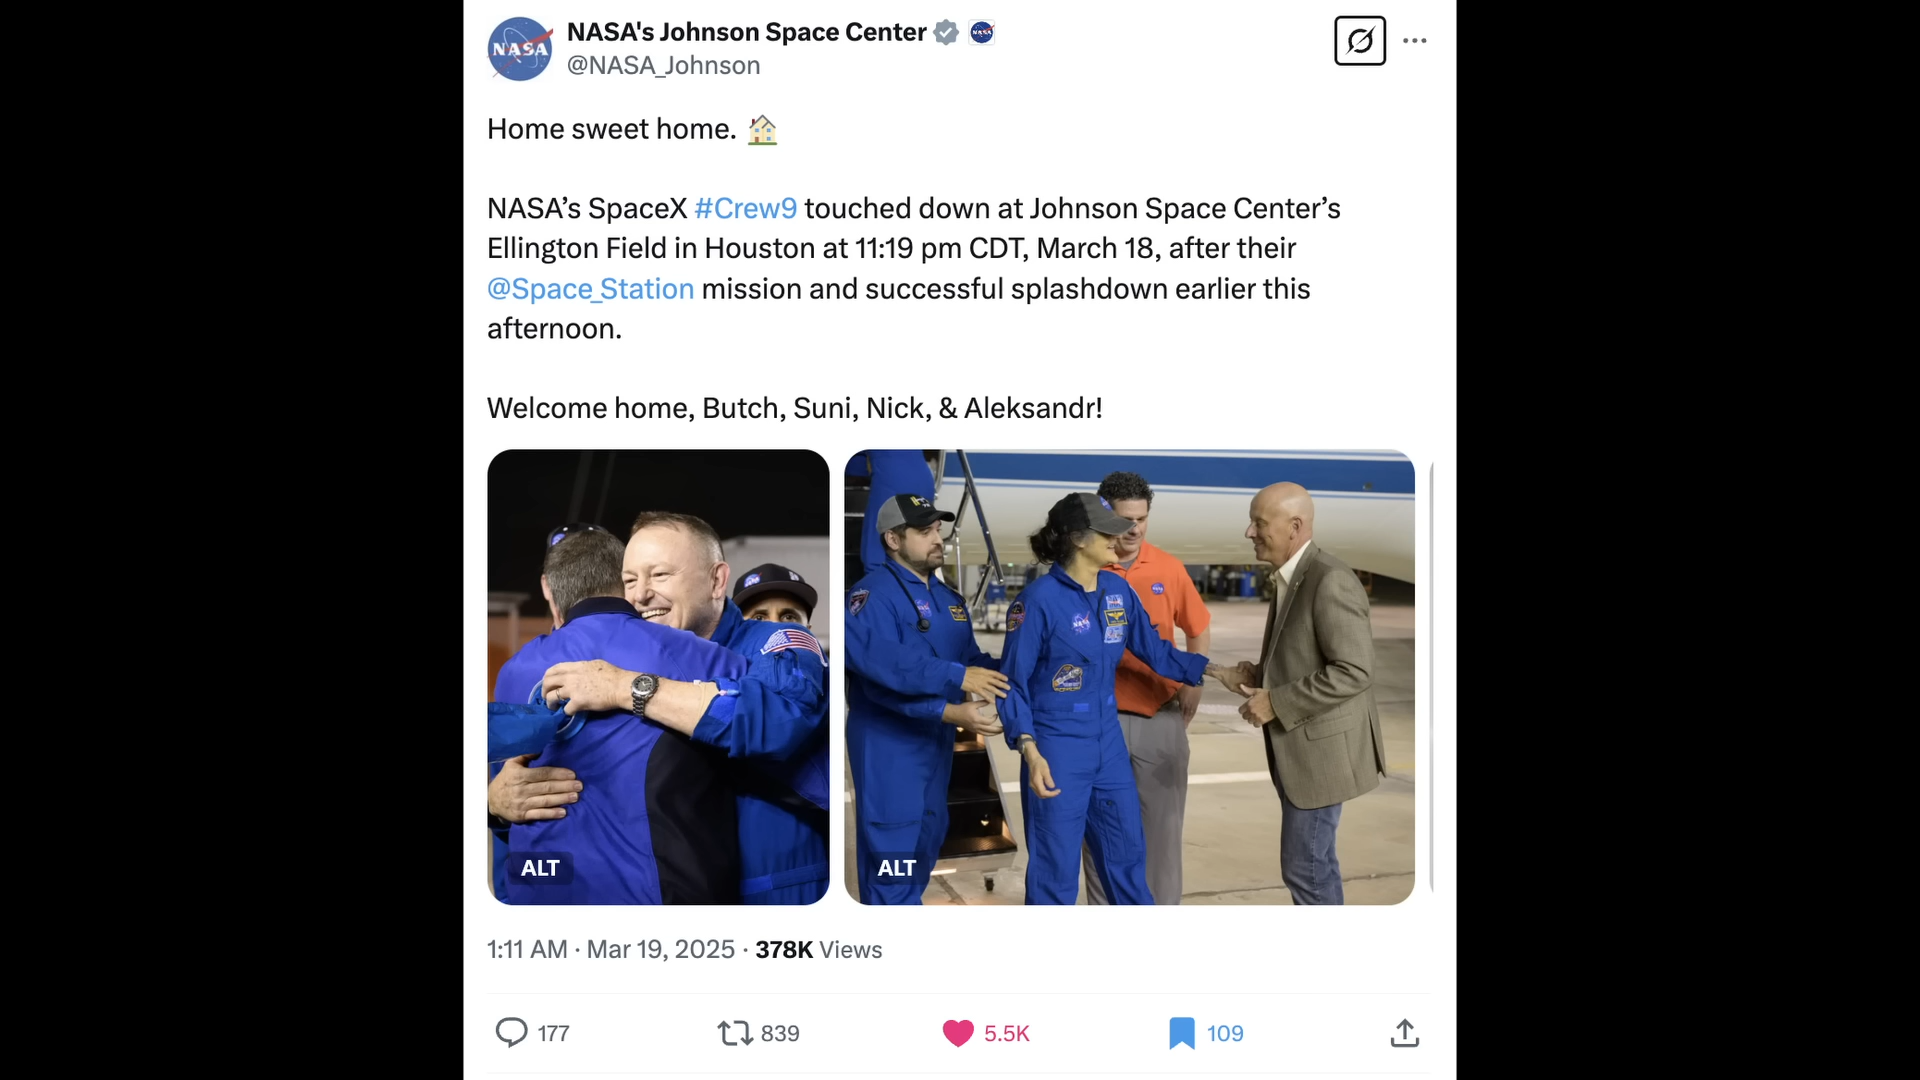 NASA's Johnson Space Center
@NASA_Johnson
Home sweet home.
NASA’s SpaceX #Crew9 touched down at Johnson Space Center’s
Ellington Field in Houston at 11:19 pm CDT, March 18, after their
@Space_Station mission and successful splashdown earlier this
afternoon.
Welcome home, Butch, Suni, Nick, & Aleksandr!
ALT
ALT
1:11 AM · Mar 19, 2025 · 378K Views
177
839
5.5K
109
NASA
NASA